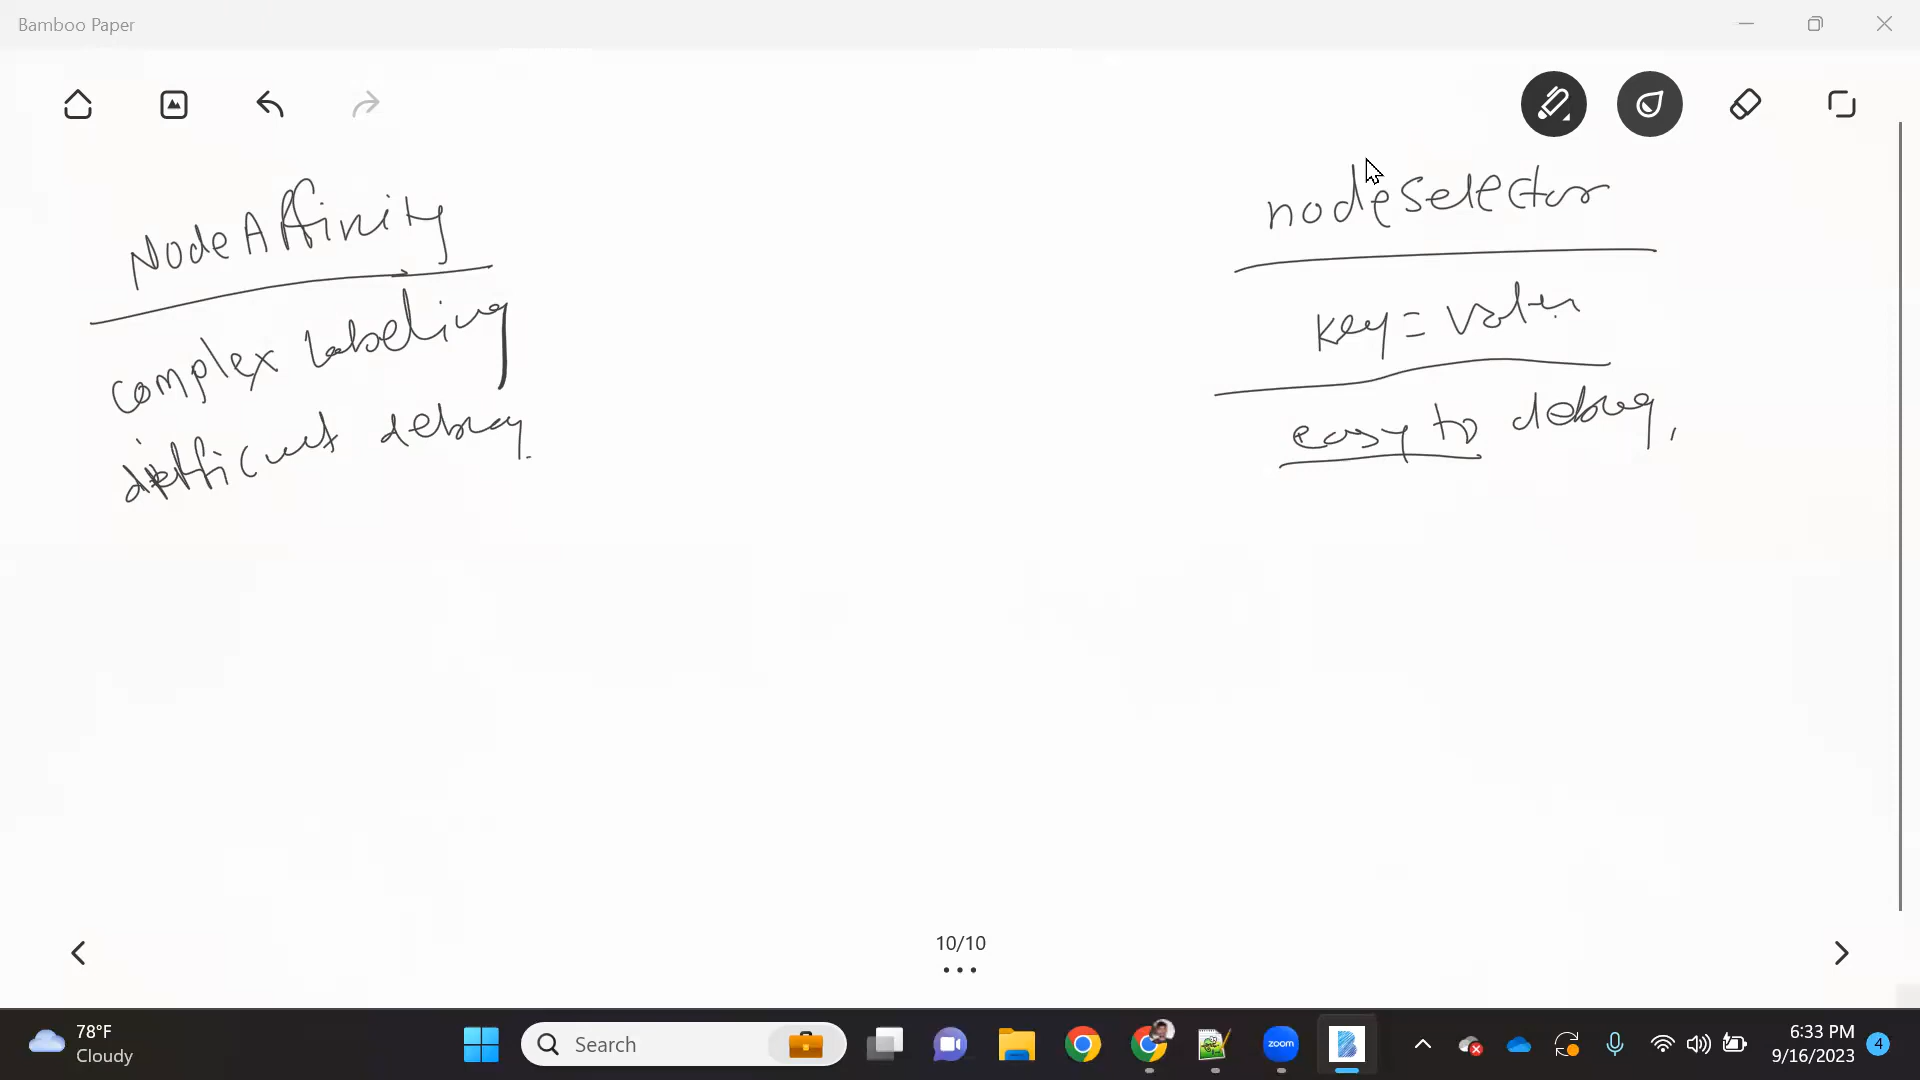 Bamboo Paper
NodeAffinity
complex labeling
difficult debug.
nodeSelector
key = value
easy to debug,
10/10
78°F
Cloudy
Search
zoom
6:33 PM
9/16/2023
4